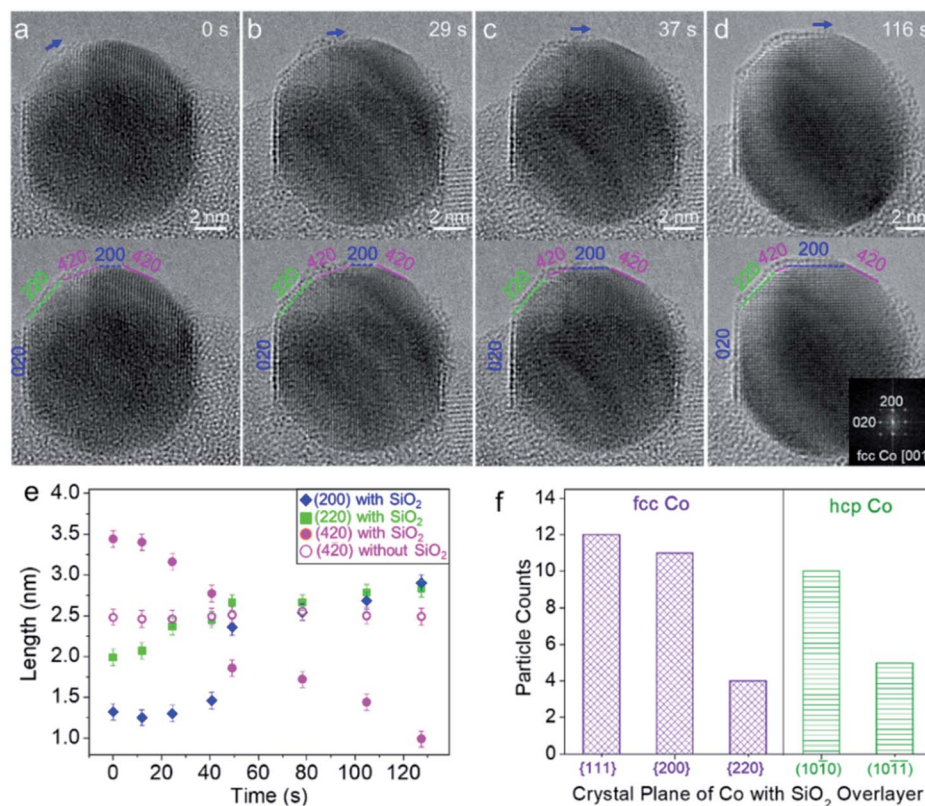 a
0 s
b
29 s
c
37 s
d
116 s
2 nm
2 nm
2 nm
2 nm
020
220
420
200
420
020
220
420
200
420
020
220
420
200
420
020
220
420
200
420
200
020
fcc Co [001]
e
4.0
3.5
3.0
2.5
2.0
1.5
1.0
Length (nm)
(200) with SiO₂
(220) with SiO₂
(420) with SiO₂
(420) without SiO₂
0 20 40 60 80 100 120
Time (s)
f
14
12
10
8
6
4
2
0
Particle Counts
fcc Co
hcp Co
{111} {200} {220} (101̅0) (101̅1̅)
Crystal Plane of Co with SiO₂ Overlayer